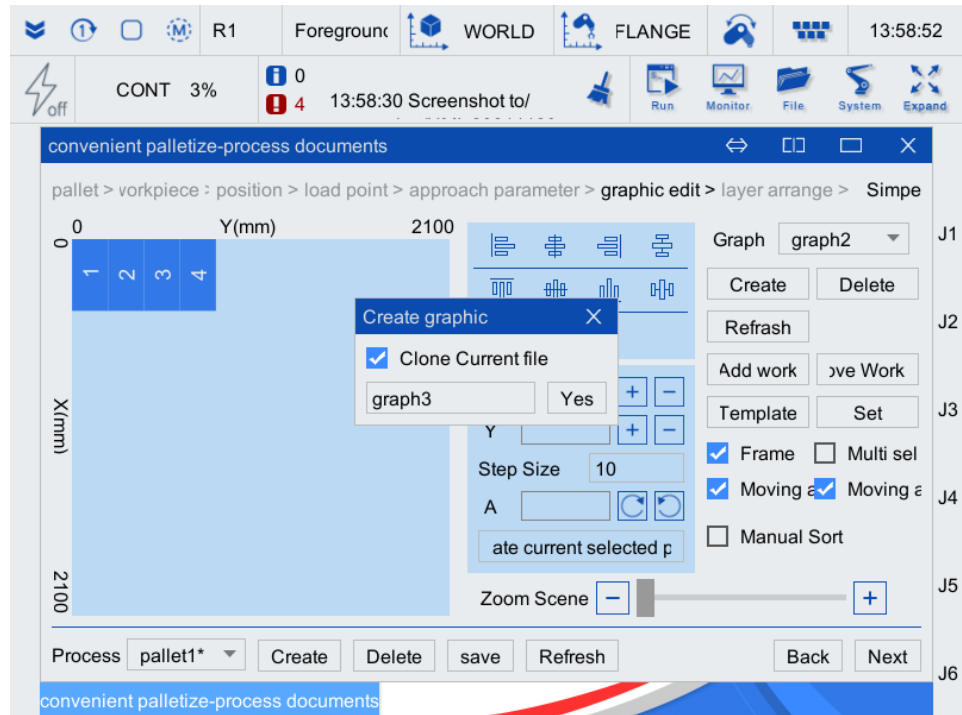 1 M R1 Foregroun WORLD FLANGE 13:58:52
off CONT 3% i 0
! 4 13:58:30 Screenshot to/ Run Monitor File System Expand
convenient palletize-process documents
pallet > workpiece : position > load point > approach parameter > graphic edit > layer arrange > Simpe
0 Y(mm) 2100
0
1 2 3 4
X(mm)
2100
Graph graph2
Create Delete
Refrash
Add work ove Work
Template Set
Frame Multi sel
Moving a Moving a
Manual Sort
Create graphic
Clone Current file
graph3 Yes
+ −
Y + −
Step Size 10
A
ate current selected p
Zoom Scene − +
Process pallet1* Create Delete save Refresh Back Next
J1
J2
J3
J4
J5
J6
convenient palletize-process documents